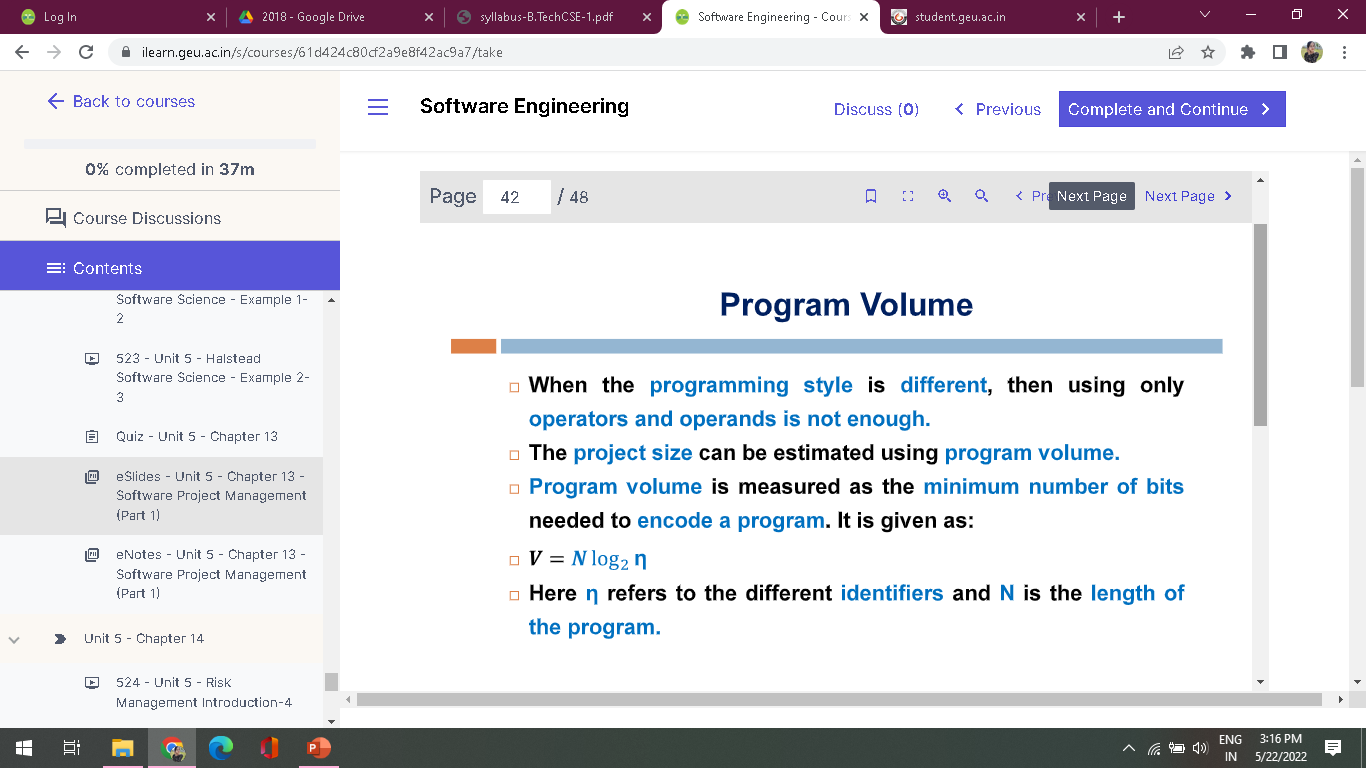 Log In
2018 - Google Drive
syllabus-B.TechCSE-1.pdf
Software Engineering - Cours
student.geu.ac.in
ilearn.geu.ac.in/s/courses/61d424c80cf2a9e8f42ac9a7/take
Back to courses
0% completed in 37m
Course Discussions
Contents
Software Science - Example 1-
2
523 - Unit 5 - Halstead
Software Science - Example 2-
3
Quiz - Unit 5 - Chapter 13
eSlides - Unit 5 - Chapter 13 -
Software Project Management
(Part 1)
eNotes - Unit 5 - Chapter 13 -
Software Project Management
(Part 1)
Unit 5 - Chapter 14
524 - Unit 5 - Risk
Management Introduction-4
Software Engineering
Discuss (0)
Previous
Complete and Continue
Page 42 / 48
Pre
Next Page
Next Page
Program Volume
When the programming style is different, then using only
operators and operands is not enough.
The project size can be estimated using program volume.
Program volume is measured as the minimum number of bits
needed to encode a program. It is given as:
V = N log₂ η
Here η refers to the different identifiers and N is the length of
the program.
ENG
IN
3:16 PM
5/22/2022